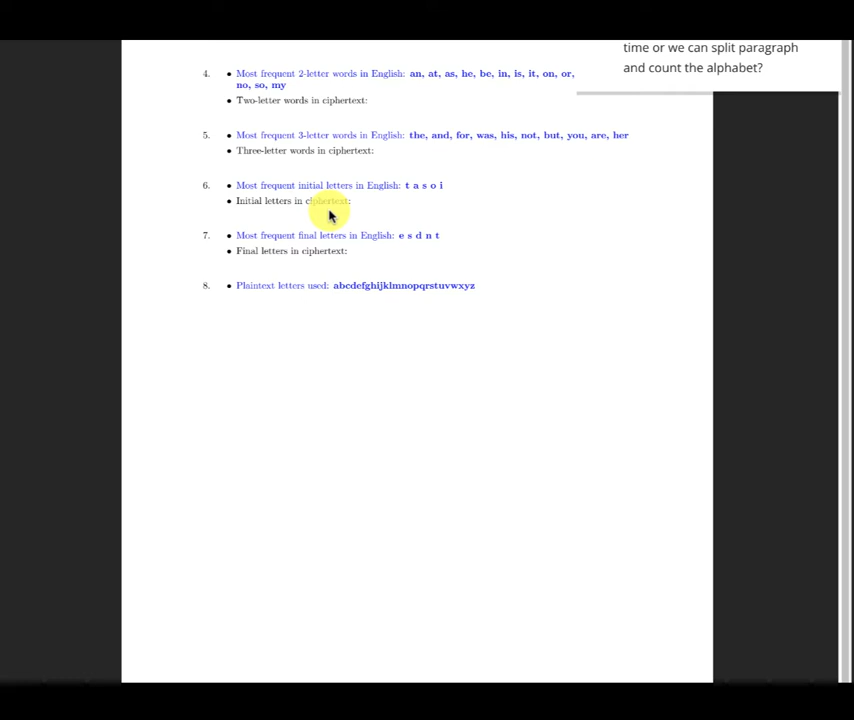 time or we can split paragraph
and count the alphabet?
4. • Most frequent 2-letter words in English: an, at, as, he, be, in, is, it, on, or,
no, so, my
• Two-letter words in ciphertext:
5. • Most frequent 3-letter words in English: the, and, for, was, his, not, but, you, are, her
• Three-letter words in ciphertext:
6. • Most frequent initial letters in English: t a s o i
• Initial letters in ciphertext:
7. • Most frequent final letters in English: e s d n t
• Final letters in ciphertext:
8. • Plaintext letters used: abcdefghijklmnopqrstuvwxyz